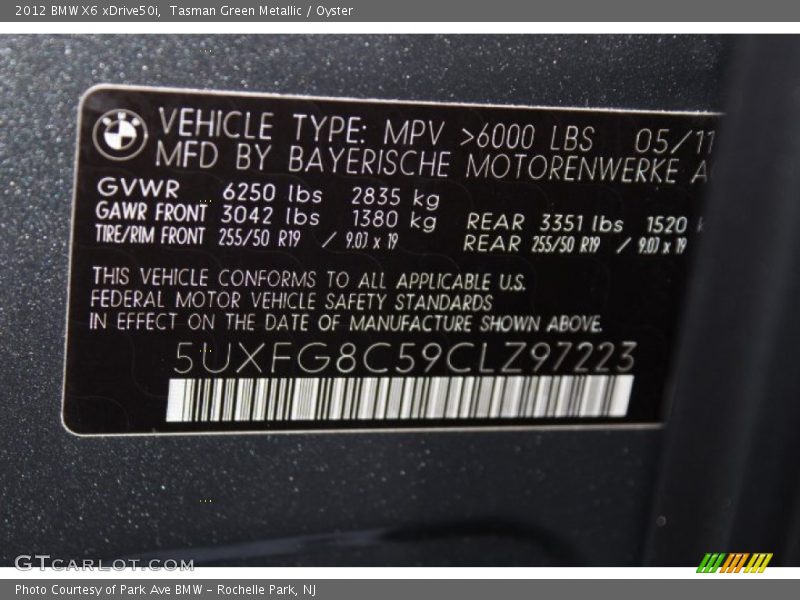 2012 BMW X6 xDrive50i, Tasman Green Metallic / Oyster
VEHICLE TYPE: MPV >6000 LBS 05/11
MFD BY BAYERISCHE MOTORENWERKE A
GVWR 6250 lbs 2835 kg
GAWR FRONT 3042 lbs 1380 kg REAR 3351 lbs 1520
TIRE/RIM FRONT 255/50 R19 / 9.0J x 19 REAR 255/50 R19 / 9.0J x 19
THIS VEHICLE CONFORMS TO ALL APPLICABLE U.S.
FEDERAL MOTOR VEHICLE SAFETY STANDARDS
IN EFFECT ON THE DATE OF MANUFACTURE SHOWN ABOVE.
5UXFG8C59CLZ97223
GTCARLOT.COM
Photo Courtesy of Park Ave BMW - Rochelle Park, NJ